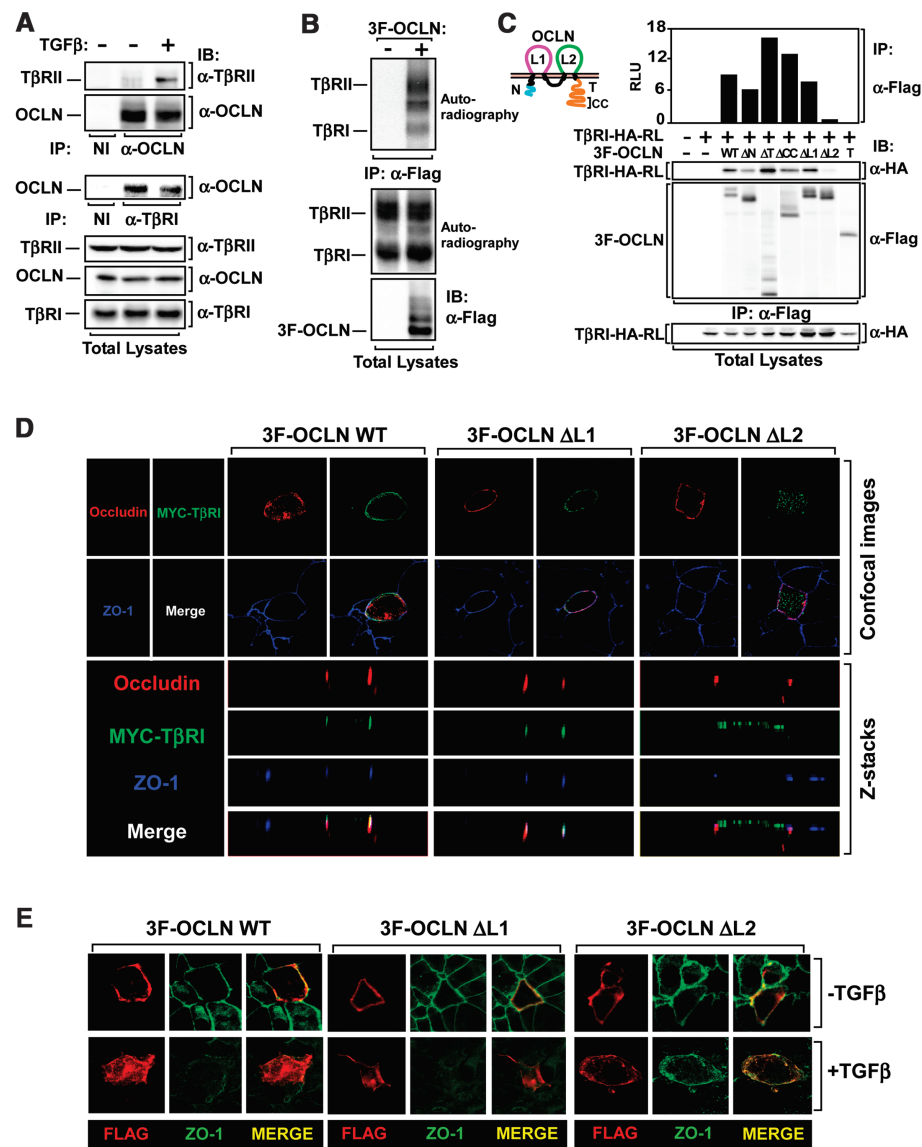 A
TGFβ: - - +
IB:
TβRII α-TβRII
OCLN α-OCLN
IP: NI α-OCLN
OCLN α-OCLN
IP: NI α-TβRI
TβRII α-TβRII
OCLN α-OCLN
TβRI α-TβRI
Total Lysates
B
3F-OCLN:
- +
TβRII
TβRI
Auto-
radiography
IP: α-Flag
TβRII
TβRI
Auto-
radiography
IB:
α-Flag
3F-OCLN
Total Lysates
C
OCLN
L1 L2
N T
CC
RLU
18
12
6
0
IP:
α-Flag
TβRI-HA-RL - + + + + + + + +
3F-OCLN - - WT ΔN ΔT ΔCC ΔL1 ΔL2 T
IB:
TβRI-HA-RL α-HA
3F-OCLN α-Flag
IP: α-Flag
TβRI-HA-RL α-HA
Total Lysates
D
3F-OCLN WT 3F-OCLN ΔL1 3F-OCLN ΔL2
Occludin MYC-TβRI
ZO-1 Merge
Confocal images
Occludin
MYC-TβRI
ZO-1
Merge
Z-stacks
E
3F-OCLN WT 3F-OCLN ΔL1 3F-OCLN ΔL2
-TGFβ
+TGFβ
FLAG ZO-1 MERGE FLAG ZO-1 MERGE FLAG ZO-1 MERGE